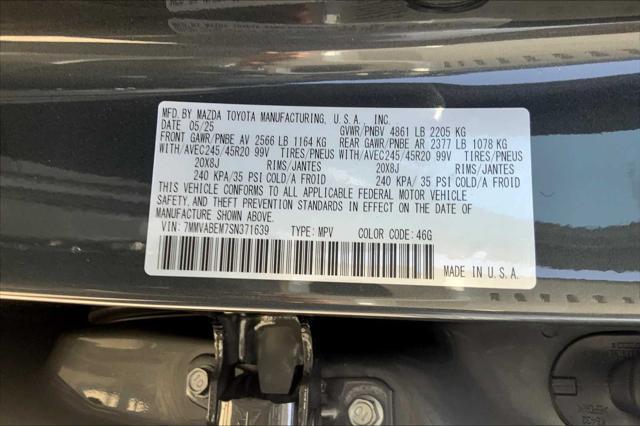 MFD. BY MAZDA TOYOTA MANUFACTURING, U.S.A., INC.
DATE 05/25 GVWR/PNBV 4861 LB 2205 KG
FRONT GAWR/PNBE AV 2566 LB 1164 KG REAR GAWR/PNBE AR 2377 LB 1078 KG
WITH/AVEC245/45R20 99V TIRES/PNEUS WITH/AVEC245/45R20 99V TIRES/PNEUS
20X8J RIMS/JANTES 20X8J RIMS/JANTES
240 KPA/ 35 PSI COLD/A FROID 240 KPA/ 35 PSI COLD/A FROID
THIS VEHICLE CONFORMS TO ALL APPLICABLE FEDERAL MOTOR VEHICLE
SAFETY, AND THEFT PREVENTION STANDARDS IN EFFECT ON THE DATE OF
MANUFACTURE SHOWN ABOVE.
VIN: 7MMVABEM7SN371639 TYPE: MPV COLOR CODE: 46G
MADE IN U.S.A.